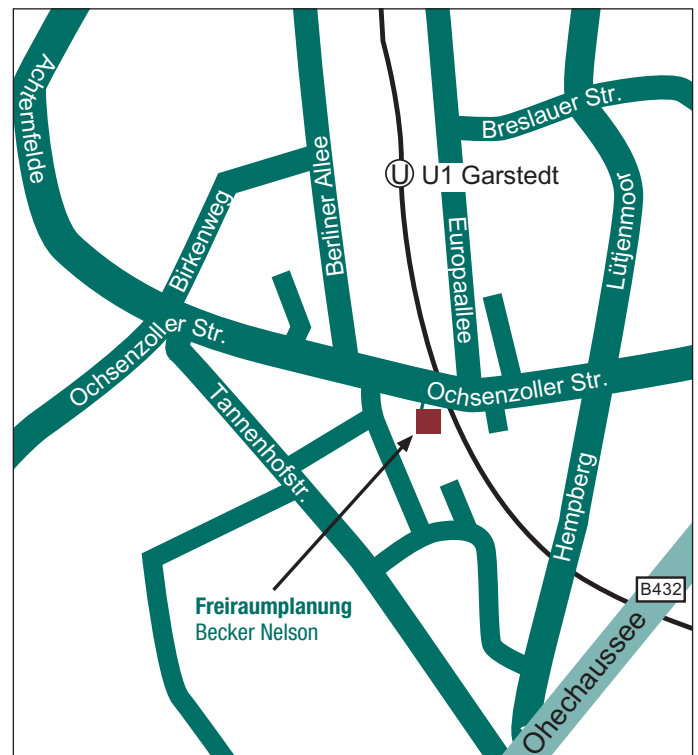 Achternfelde
Breslauer Str.
Berliner Allee
U U1 Garstedt
Birkenweg
Europaallee
Lütjenmoor
Ochsenzoller Str.
Ochsenzoller Str.
Tannenhofstr.
Hempberg
B432
Freiraumplanung
Becker Nelson
Ohechaussee